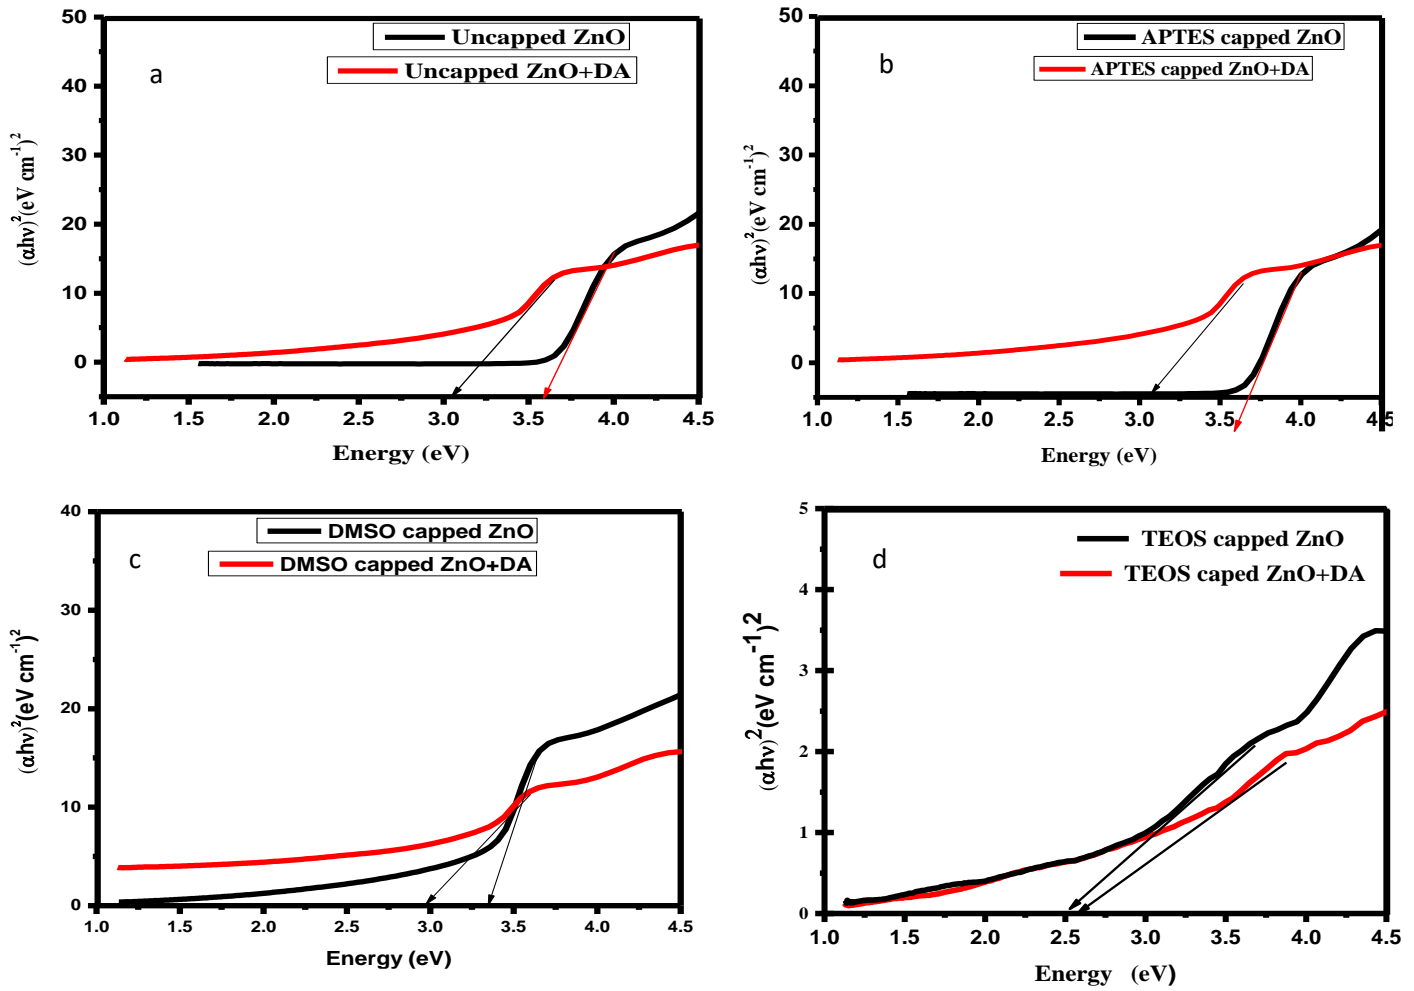 50
40
30
20
10
0
(αhν)²(eV cm⁻¹)²
a
Uncapped ZnO
Uncapped ZnO+DA
1.0 1.5 2.0 2.5 3.0 3.5 4.0 4.5
Energy (eV)
50
40
30
20
10
0
(αhν)²(eV cm⁻¹)²
b
APTES capped ZnO
APTES capped ZnO+DA
1.0 1.5 2.0 2.5 3.0 3.5 4.0 4.5
Energy (eV)
40
30
20
10
0
(αhν)²(eV cm⁻¹)²
c
DMSO capped ZnO
DMSO capped ZnO+DA
1.0 1.5 2.0 2.5 3.0 3.5 4.0 4.5
Energy (eV)
5
4
3
2
1
0
(αhν)²(eV cm⁻¹)²
d
TEOS capped ZnO
TEOS caped ZnO+DA
1.0 1.5 2.0 2.5 3.0 3.5 4.0 4.5
Energy (eV)